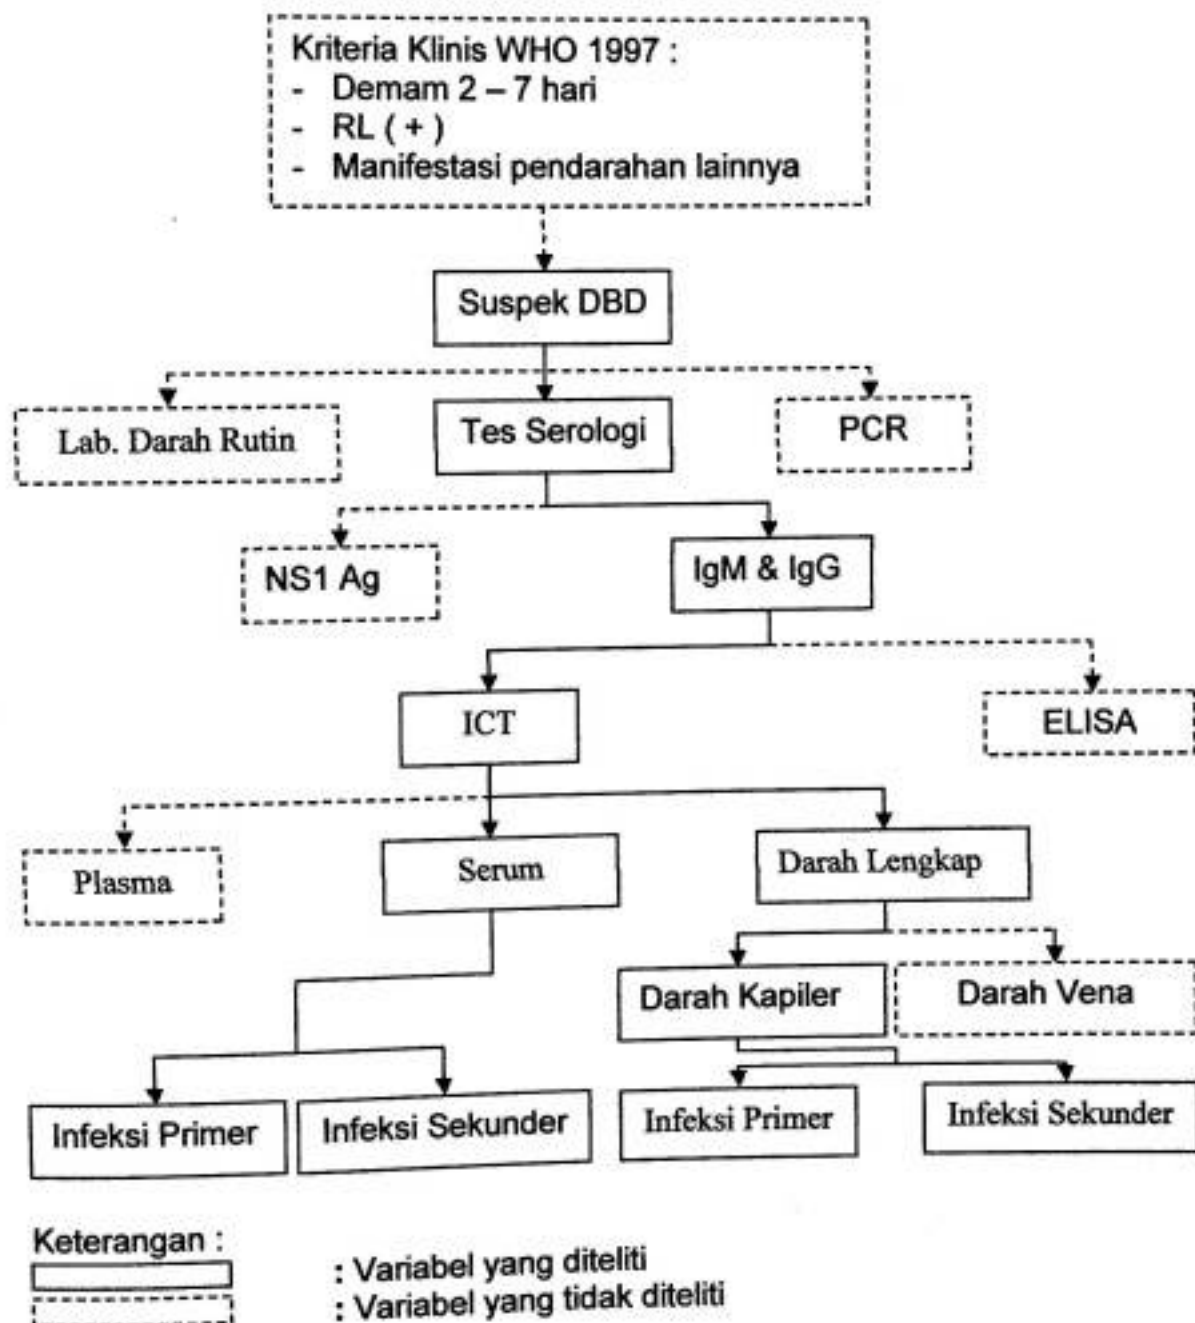 Kriteria Klinis WHO 1997 :
- Demam 2 – 7 hari
- RL ( + )
- Manifestasi pendarahan lainnya
Suspek DBD
Lab. Darah Rutin
Tes Serologi
PCR
NS1 Ag
IgM & IgG
ICT
ELISA
Plasma
Serum
Darah Lengkap
Darah Kapiler
Darah Vena
Infeksi Primer
Infeksi Sekunder
Infeksi Primer
Infeksi Sekunder
Keterangan :
: Variabel yang diteliti
: Variabel yang tidak diteliti